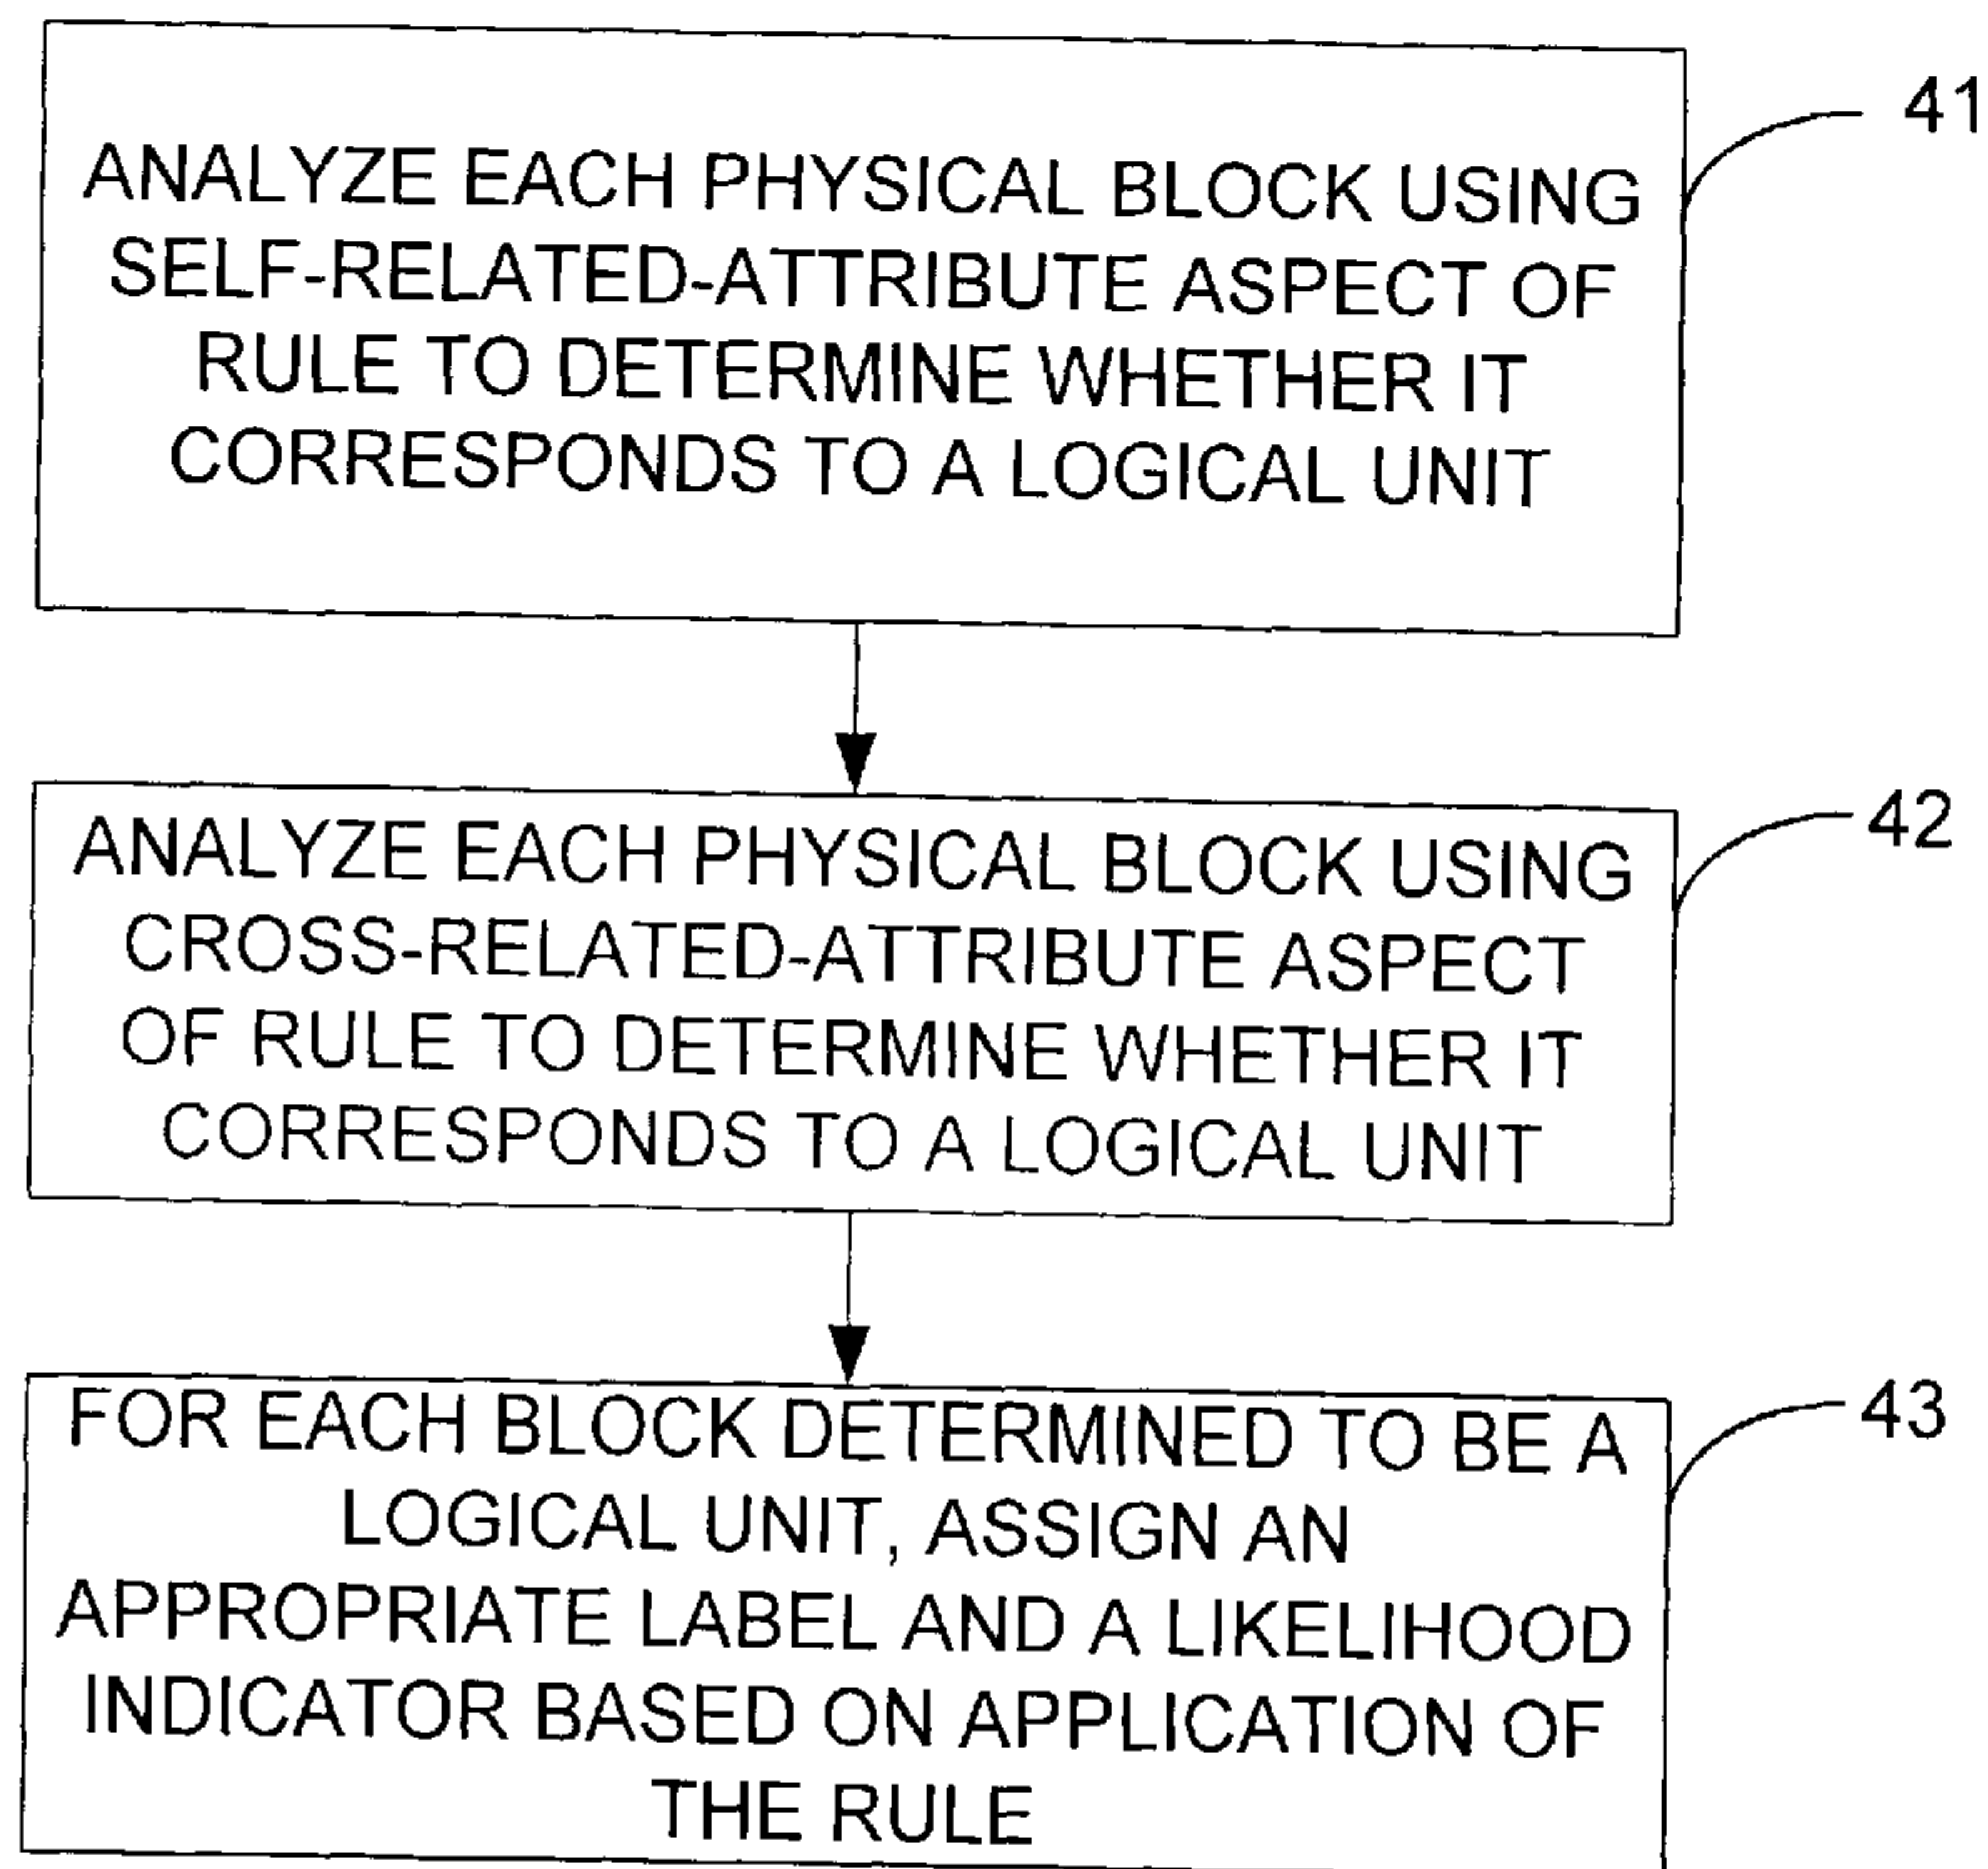 ANALYZE EACH PHYSICAL BLOCK USING
SELF-RELATED-ATTRIBUTE ASPECT OF
RULE TO DETERMINE WHETHER IT
CORRESPONDS TO A LOGICAL UNIT
41
ANALYZE EACH PHYSICAL BLOCK USING
CROSS-RELATED-ATTRIBUTE ASPECT
OF RULE TO DETERMINE WHETHER IT
CORRESPONDS TO A LOGICAL UNIT
42
FOR EACH BLOCK DETERMINED TO BE A
LOGICAL UNIT, ASSIGN AN
APPROPRIATE LABEL AND A LIKELIHOOD
INDICATOR BASED ON APPLICATION OF
THE RULE
43